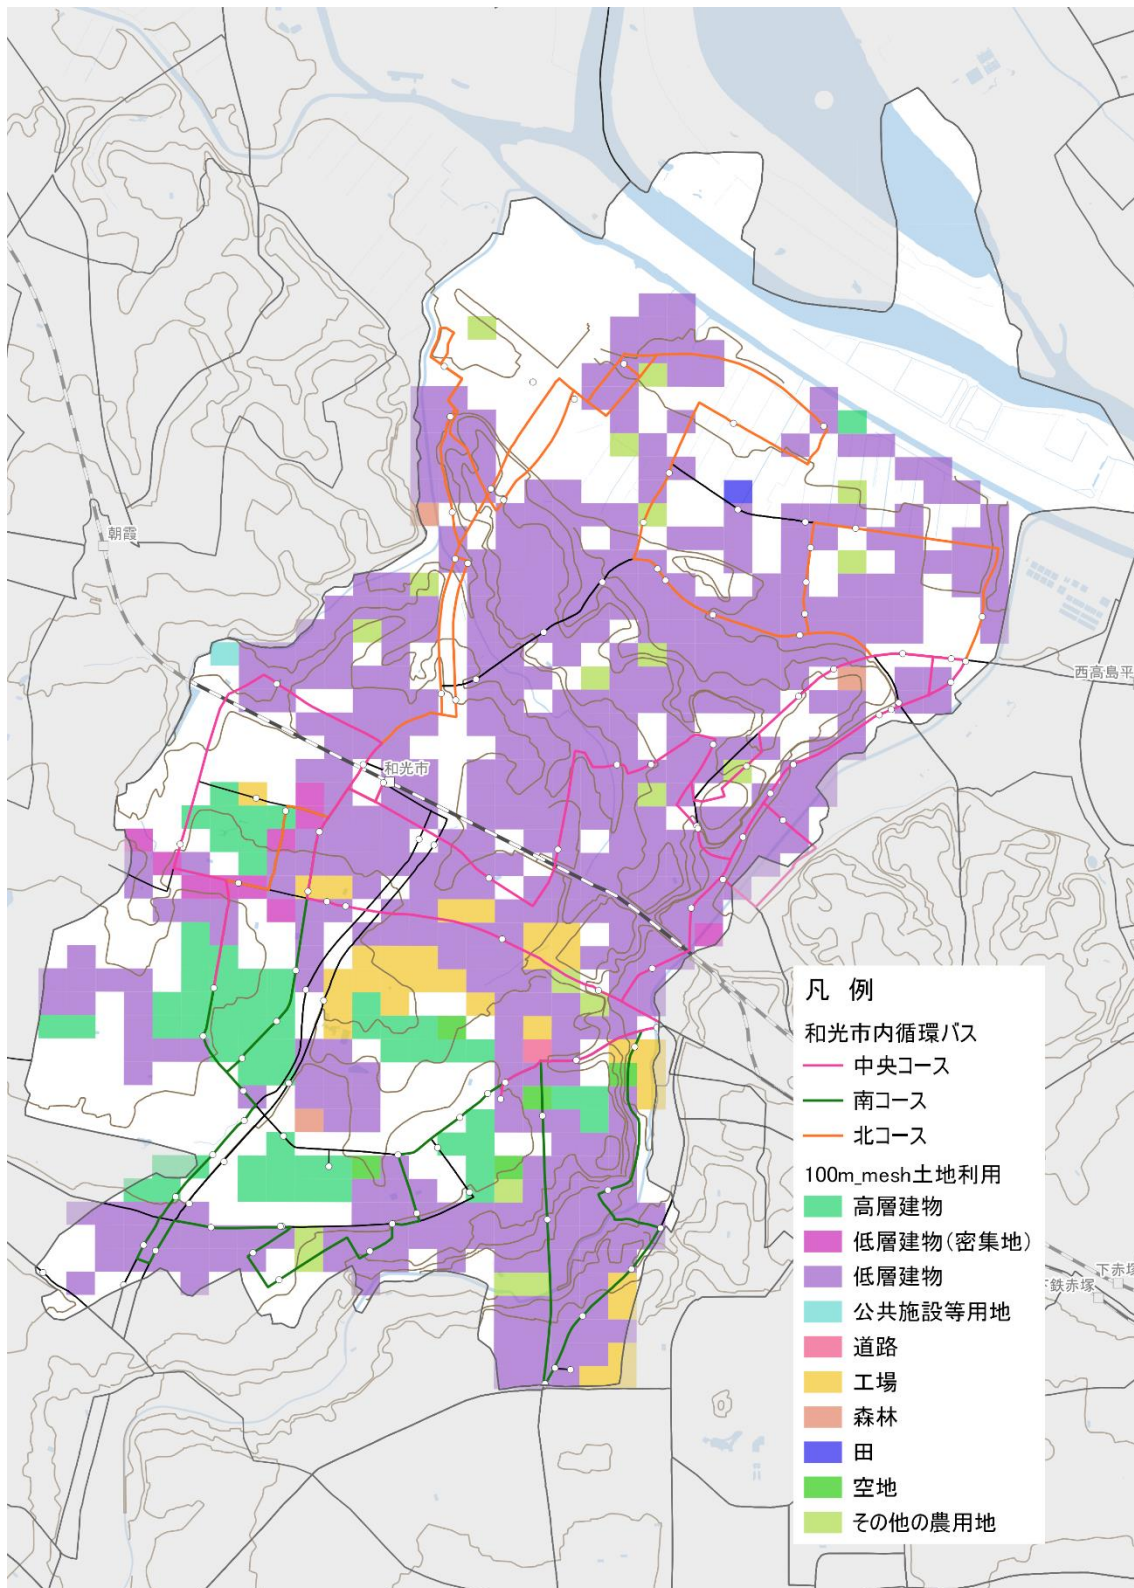 朝霞
西高島平
和光市
凡 例
和光市内循環バス
中央コース
南コース
北コース
100m_mesh土地利用
高層建物
低層建物(密集地)
低層建物
公共施設等用地
道路
工場
森林
田
空地
その他の農用地
下赤塚
下鉄赤塚